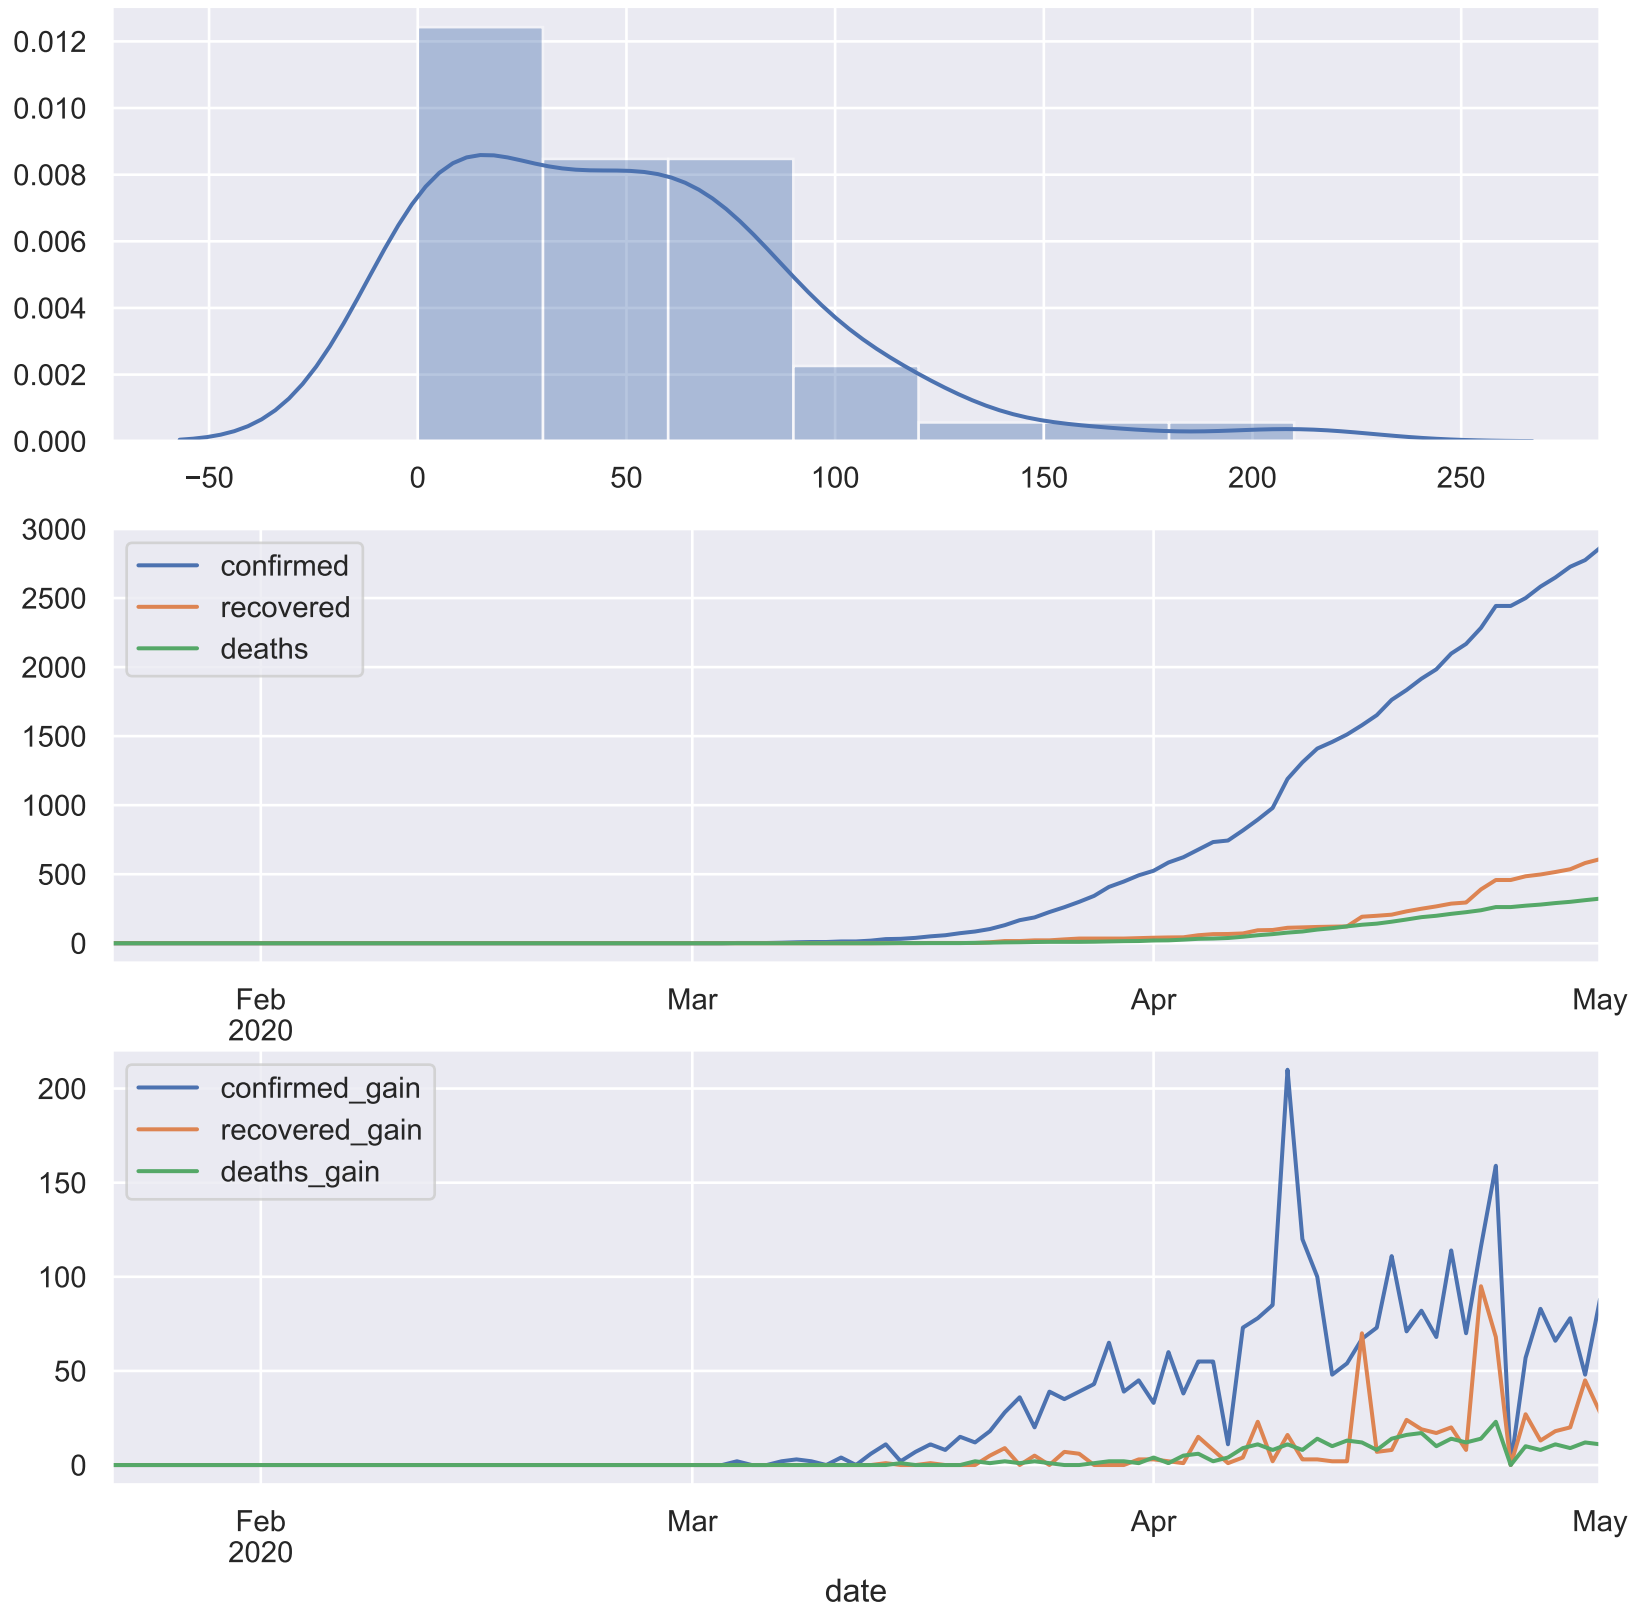 0.012
0.010
0.008
0.006
0.004
0.002
0.000
−50 0 50 100 150 200 250
3000
2500
2000
1500
1000
500
0
confirmed
recovered
deaths
Feb Mar Apr May
2020
200
150
100
50
0
confirmed_gain
recovered_gain
deaths_gain
Feb Mar Apr May
2020
date